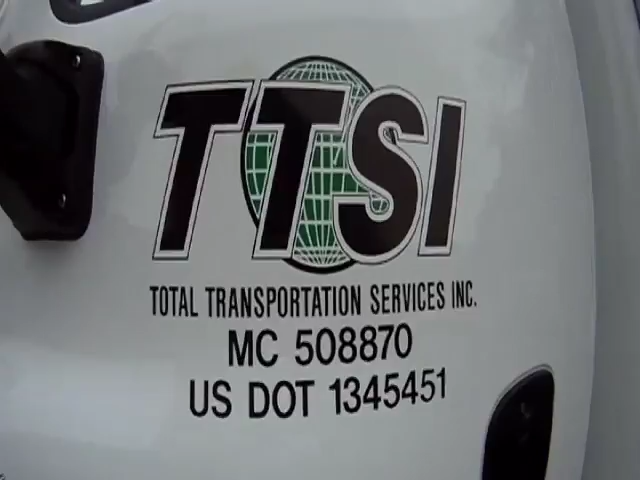 TTSI
TOTAL TRANSPORTATION SERVICES INC.
MC 508870
US DOT 1345451